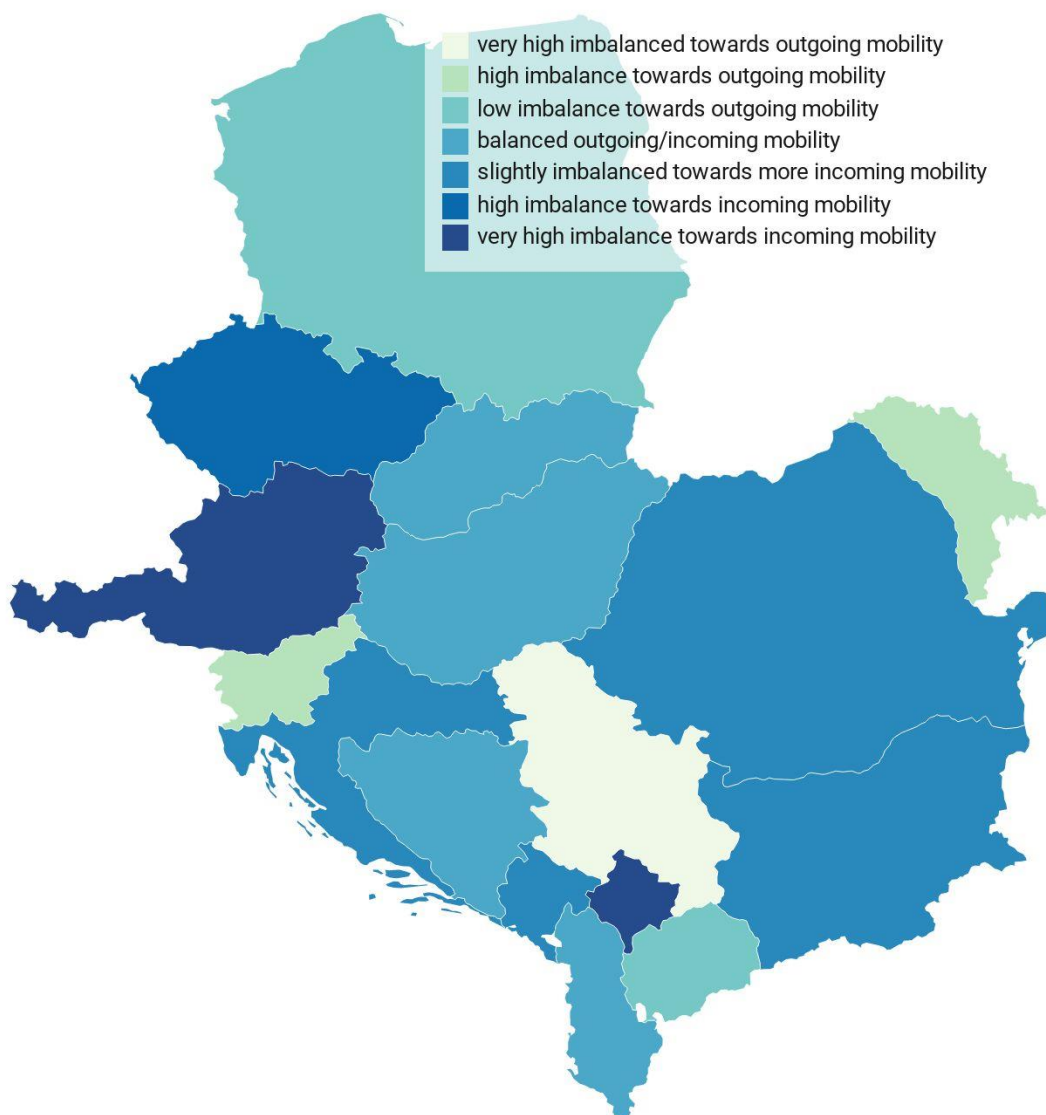 very high imbalanced towards outgoing mobility
high imbalance towards outgoing mobility
low imbalance towards outgoing mobility
balanced outgoing/incoming mobility
slightly imbalanced towards more incoming mobility
high imbalance towards incoming mobility
very high imbalance towards incoming mobility